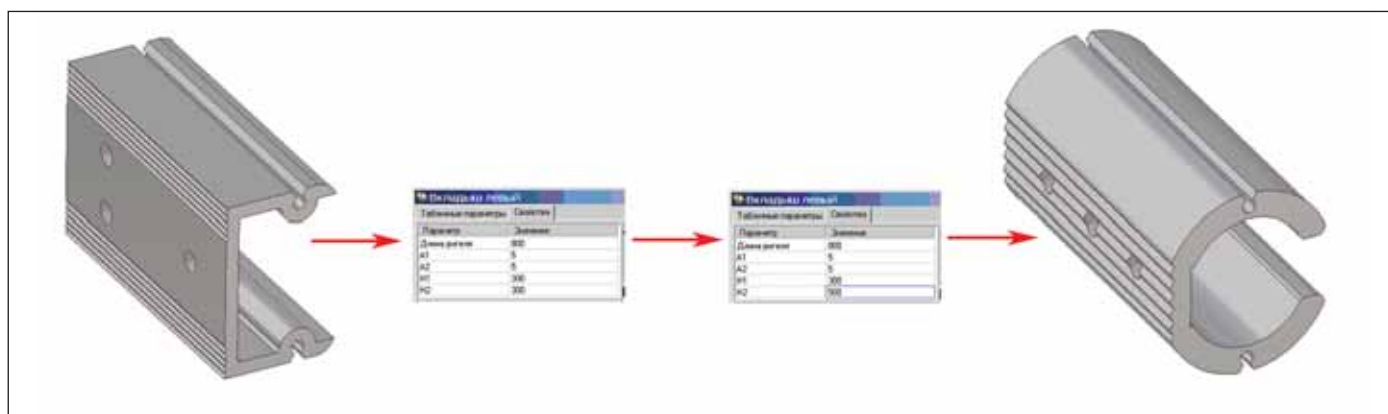 Вкладыш левый
Табличные параметры Свойства
Параметр Значение
Длина ригеля 800
A1 5
A2 5
H1 300
H2 300
Вкладыш левый
Табличные параметры Свойства
Параметр Значение
Длина ригеля 800
A1 5
A2 5
H1 300
H2 500